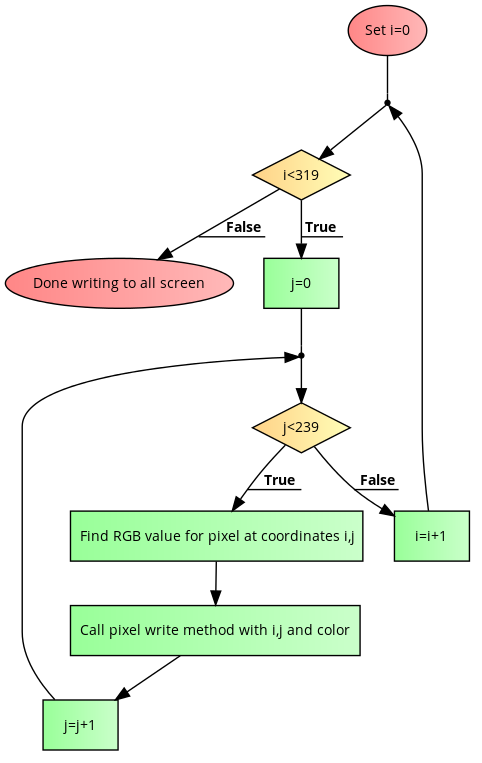 Set i=0
i<319
False
True
Done writing to all screen
j=0
j<239
True
False
Find RGB value for pixel at coordinates i,j
i=i+1
Call pixel write method with i,j and color
j=j+1